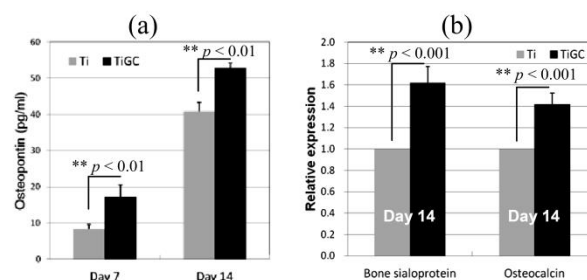 (a)
60
50
40
30
20
10
0
Osteopontin (pg/ml)
Ti TiGC
** p < 0.01
** p < 0.01
Day 7 Day 14
(b)
2.0
1.8
1.6
1.4
1.2
1.0
0.8
0.6
0.4
0.2
0.0
Relative expression
** p < 0.001
Ti TiGC
** p < 0.001
Day 14 Day 14
Bone sialoprotein Osteocalcin